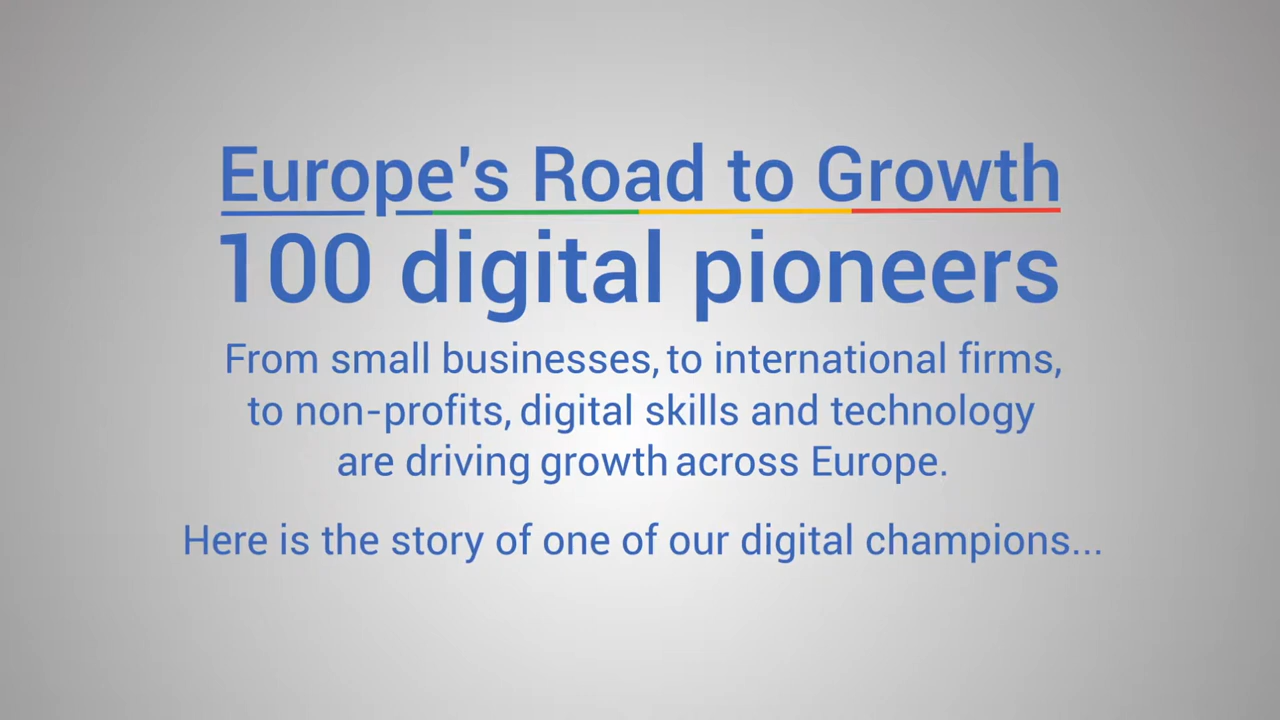 Europe's Road to Growth
100 digital pioneers
From small businesses, to international firms,
to non-profits, digital skills and technology
are driving growth across Europe.
Here is the story of one of our digital champions...